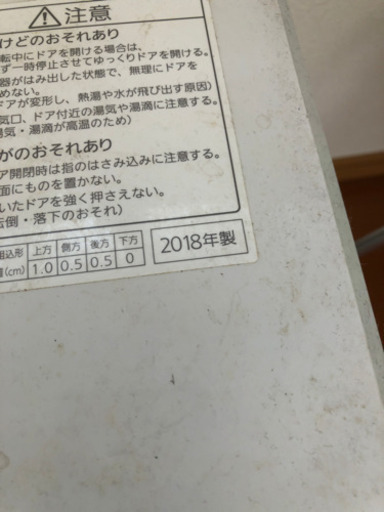 ⚠注意
けどのおそれあり
転中にドアを開ける場合は、
ず一時停止させてゆっくりドアを開ける。
器がはみ出した状態で、無理にドアを
めない。
ドアが変形し、熱湯や水が飛び出す原因)
気口、ドア付近の湯気や湯滴に注意する。
湯気・湯滴が高温のため)
がのおそれあり
ア開閉時は指のはさみ込みに注意する。
面にものを置かない。
いたドアを強く押さえない。
転倒・落下のおそれ)
組込形 上方 側方 後方 下方
(cm) 1.0 0.5 0.5 0
2018年製